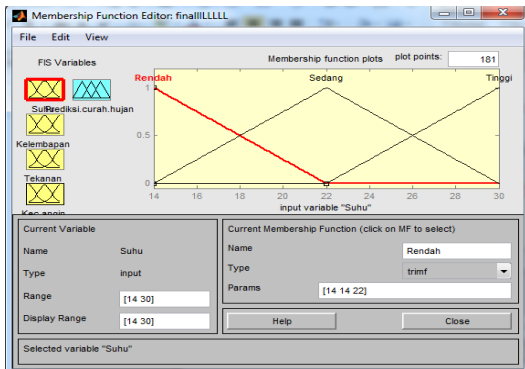 Membership Function Editor: finallLLLLL
File Edit View
FIS Variables
Membership function plots plot points: 181
Rendah Sedang Tinggi
1
0.5
0
14 16 18 20 22 24 26 28 30
input variable "Suhu"
Suhu
Prediksi.curah.hujan
Kelembapan
Tekanan
Kec.angin
Current Variable
Name Suhu
Type input
Range [14 30]
Display Range [14 30]
Current Membership Function (click on MF to select)
Name Rendah
Type trimf
Params [14 14 22]
Help Close
Selected variable "Suhu"